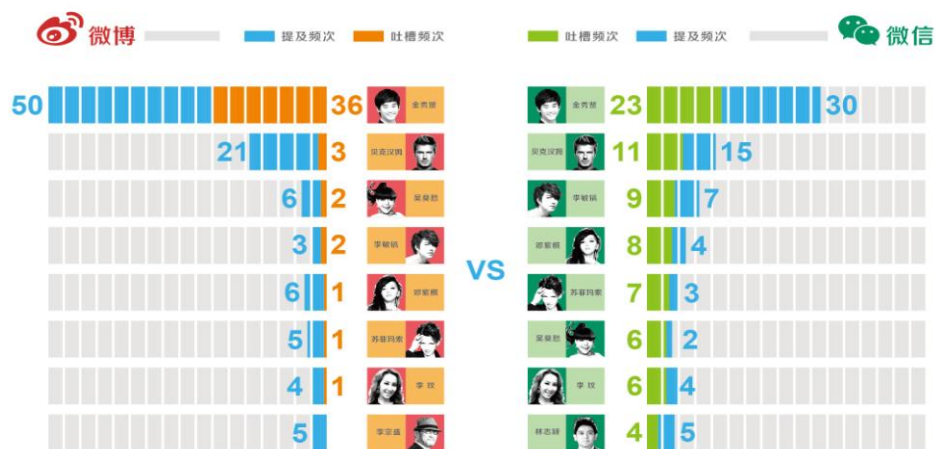 微博 提及频次 吐槽频次 吐槽频次 提及频次 微信
50 36 金秀贤 金秀贤 23 30
21 3 贝克汉姆 贝克汉姆 11 15
6 2 吴莫愁 李敏镐 9 7
3 2 李敏镐 邓紫棋 8 4
VS
6 1 邓紫棋 苏菲玛索 7 3
5 1 苏菲玛索 吴莫愁 6 2
4 1 李玟 李玟 6 4
5 李宗盛 林志颖 4 5